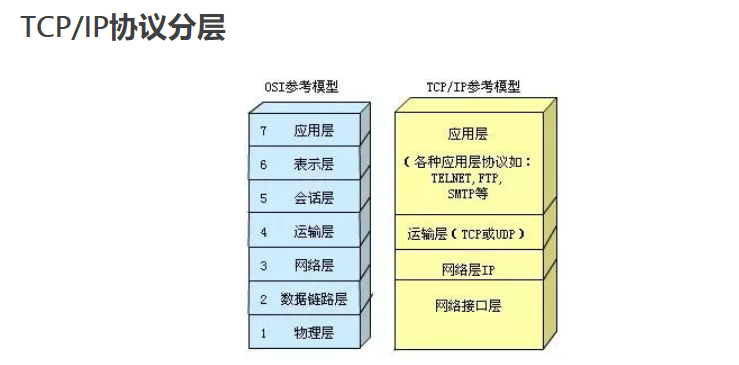 TCP/IP协议分层
OSI参考模型
7 应用层
6 表示层
5 会话层
4 运输层
3 网络层
2 数据链路层
1 物理层
TCP/IP参考模型
应用层
(各种应用层协议如:
TELNET,FTP,
SMTP等
运输层(TCP或UDP)
网络层IP
网络接口层